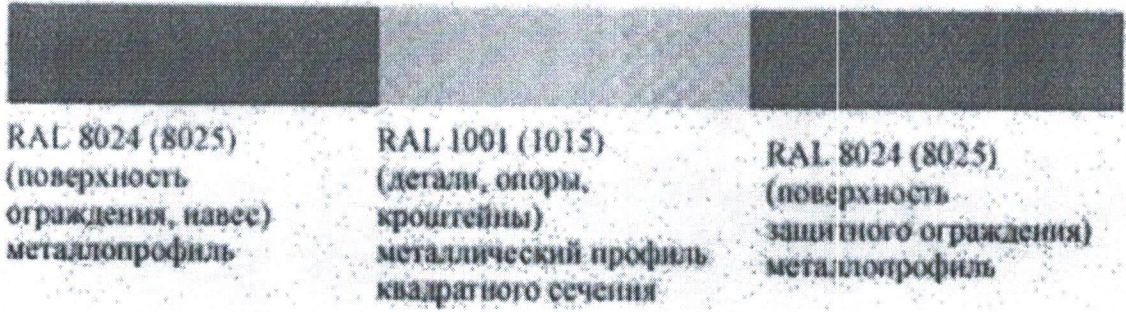 RAL 8024 (8025)
(поверхность
ограждения, навес)
металлопрофиль
RAL 1001 (1015)
(детали, опоры,
кроштейны)
металлический профиль
квадратного сечения
RAL 8024 (8025)
(поверхность
защитного ограждения)
металлопрофиль